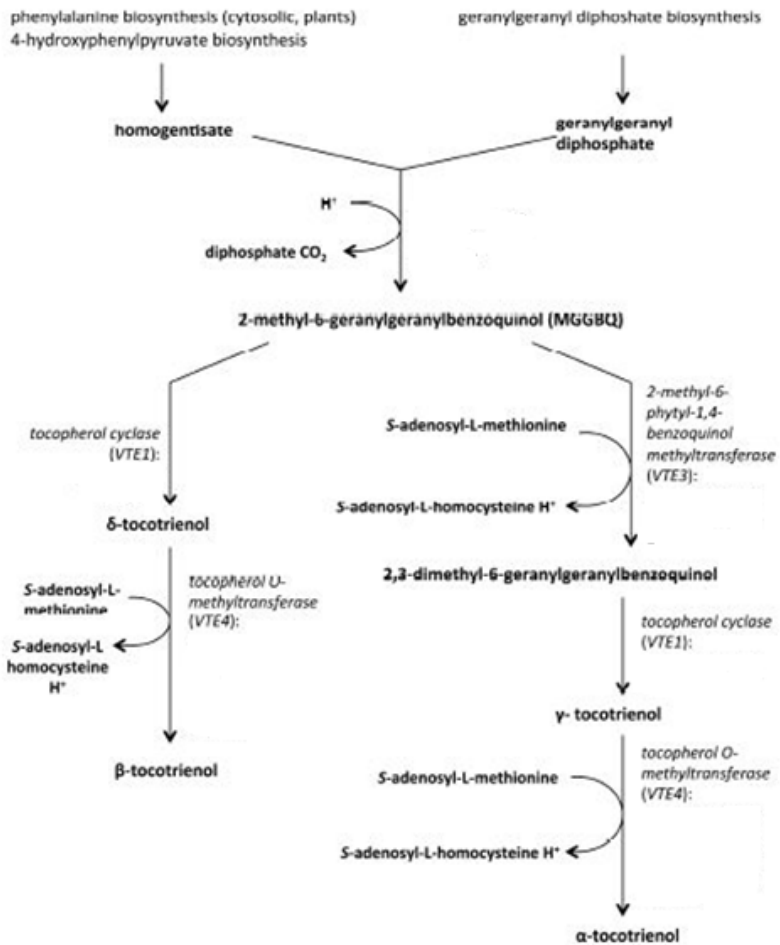 phenylalanine biosynthesis (cytosolic, plants)
4-hydroxyphenylpyruvate biosynthesis
geranylgeranyl diphoshate biosynthesis
homogentisate
geranylgeranyl
diphosphate
H⁺
diphosphate CO₂
2-methyl-6-geranylgeranylbenzoquinol (MGGBQ)
tocopherol cyclase
(VTE1):
S-adenosyl-L-methionine
2-methyl-6-
phytyl-1,4-
benzoquinol
methyltransferase
(VTE3):
S-adenosyl-L-homocysteine H⁺
δ-tocotrienol
2,3-dimethyl-6-geranylgeranylbenzoquinol
S-adenosyl-L-
methionine
tocopherol O-
methyltransferase
(VTE4):
S-adenosyl-L
homocysteine
H⁺
tocopherol cyclase
(VTE1):
γ- tocotrienol
β-tocotrienol
S-adenosyl-L-methionine
tocopherol O-
methyltransferase
(VTE4):
S-adenosyl-L-homocysteine H⁺
α-tocotrienol